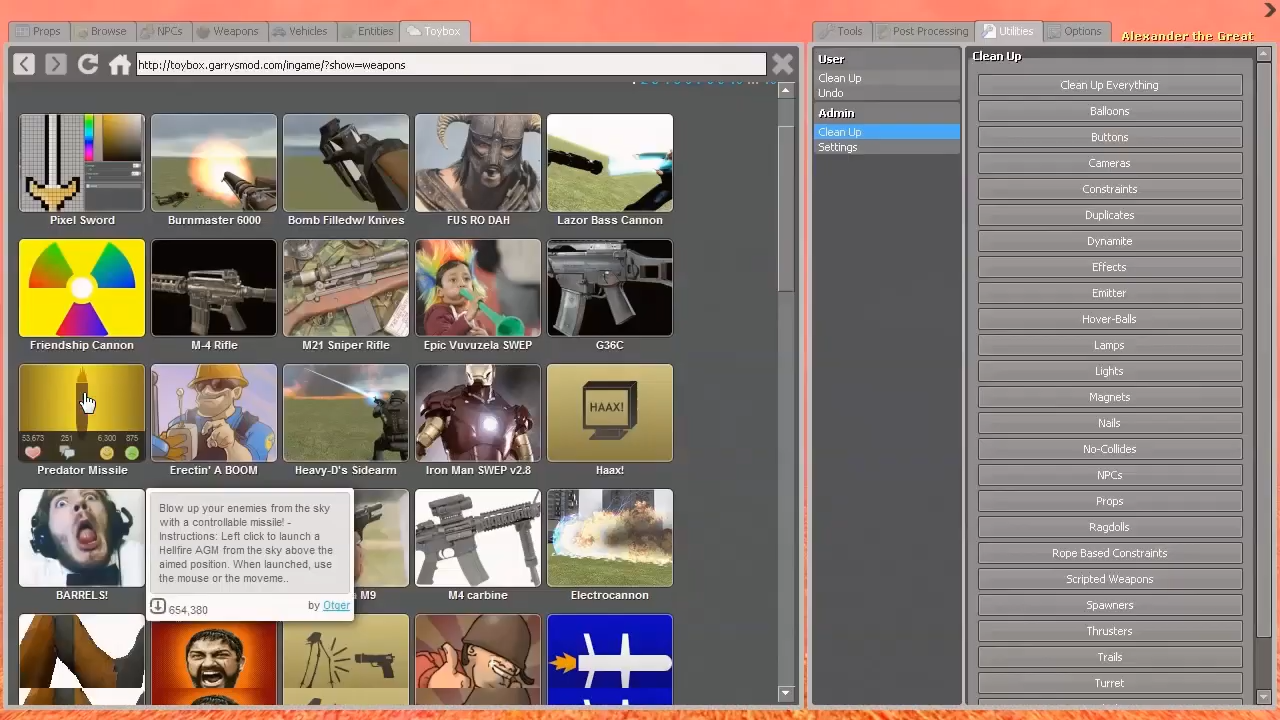 Props Browse NPCs Weapons Vehicles Entities Toybox
Tools Post Processing Utilities Options Alexander the Great
http://toybox.garrysmod.com/ingame/?show=weapons
Pixel Sword Burnmaster 6000 Bomb Filledw/ Knives FUS RO DAH Lazor Bass Cannon
Friendship Cannon M-4 Rifle M21 Sniper Rifle Epic Vuvuzela SWEP G36C
HAAX!
53,673 251 6,300 875
Predator Missile Erectin' A BOOM Heavy-D's Sidearm Iron Man SWEP v2.8 Haax!
BARRELS! M9 M4 carbine Electrocannon
Blow up your enemies from the sky
with a controllable missile! -
Instructions: Left click to launch a
Hellfire AGM from the sky above the
aimed position. When launched, use
the mouse or the moveme..
654,380 by Otger
User
Clean Up
Undo
Admin
Clean Up
Settings
Clean Up
Clean Up Everything
Balloons
Buttons
Cameras
Constraints
Duplicates
Dynamite
Effects
Emitter
Hover-Balls
Lamps
Lights
Magnets
Nails
No-Collides
NPCs
Props
Ragdolls
Rope Based Constraints
Scripted Weapons
Spawners
Thrusters
Trails
Turret